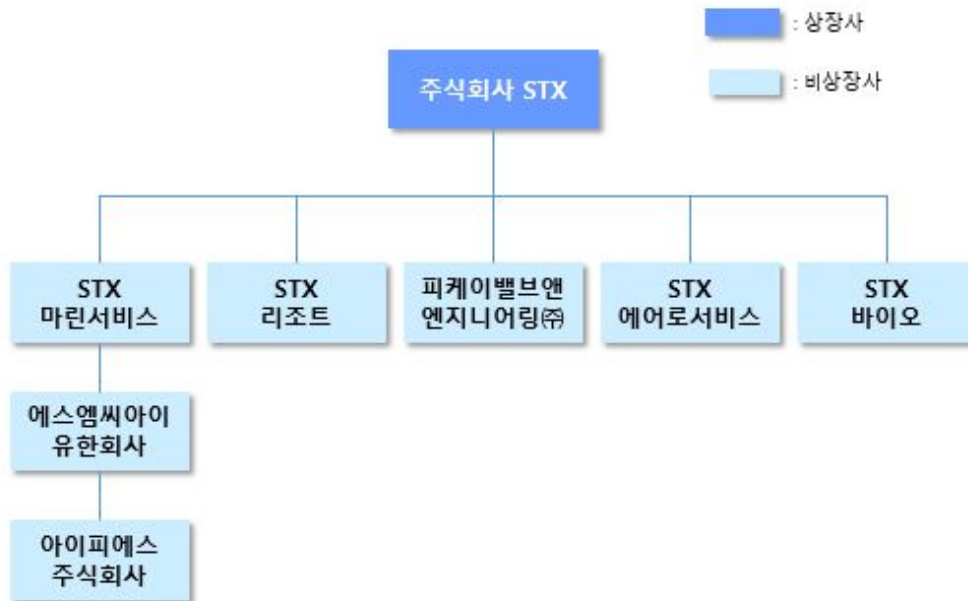 : 상장사
주식회사 STX
: 비상장사
STX
마린서비스
STX
리조트
피케이밸브앤
엔지니어링㈜
STX
에어로서비스
STX
바이오
에스엠씨아이
유한회사
아이피에스
주식회사